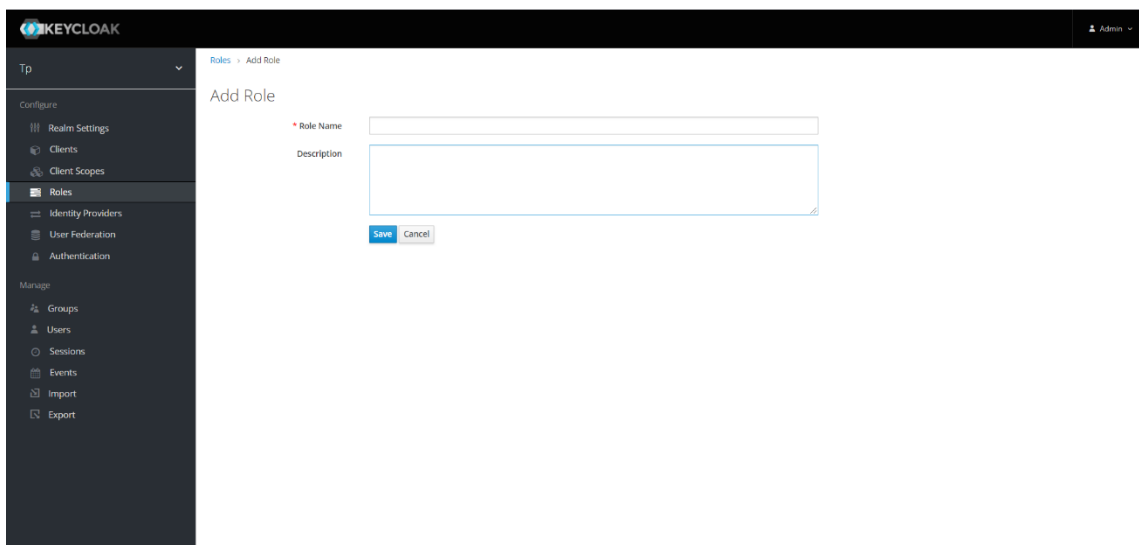 KEYCLOAK
Admin
Tp
Roles > Add Role
Add Role
Configure
Realm Settings
Clients
Client Scopes
Roles
Identity Providers
User Federation
Authentication
Manage
Groups
Users
Sessions
Events
Import
Export
* Role Name
Description
Save Cancel